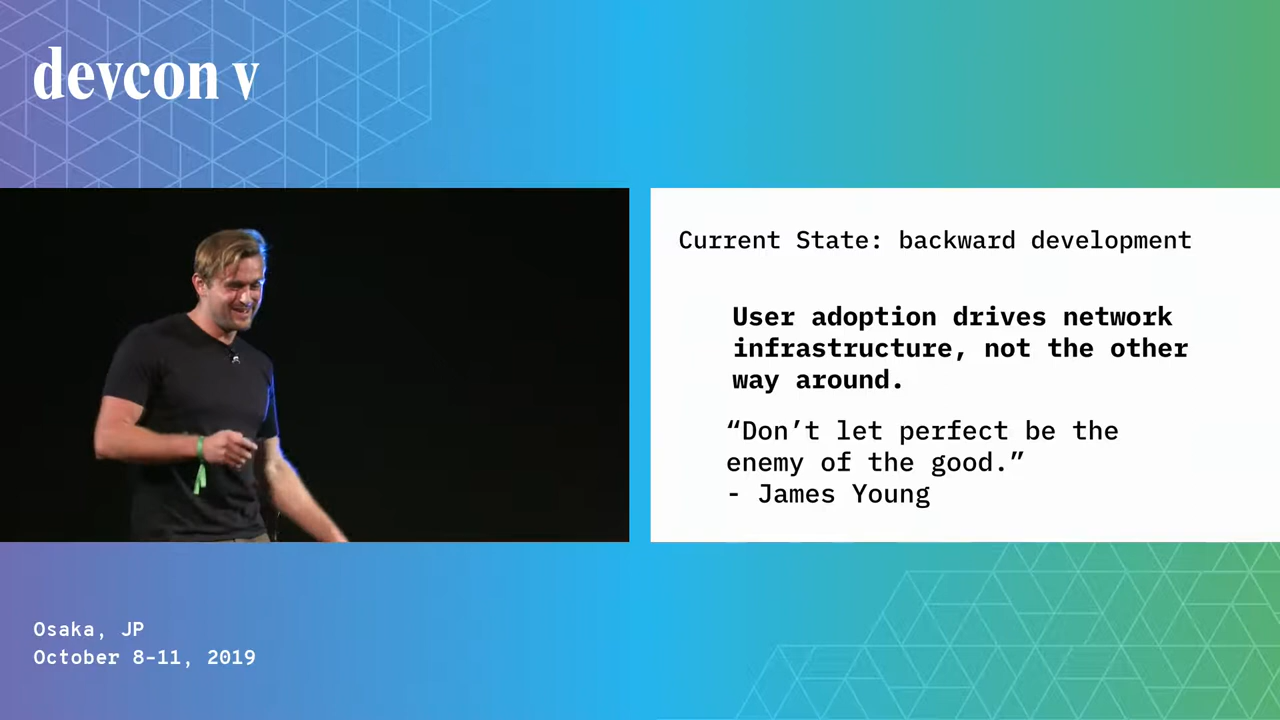 devcon v
Current State: backward development
User adoption drives network
infrastructure, not the other
way around.
“Don’t let perfect be the
enemy of the good.”
- James Young
Osaka, JP
October 8-11, 2019